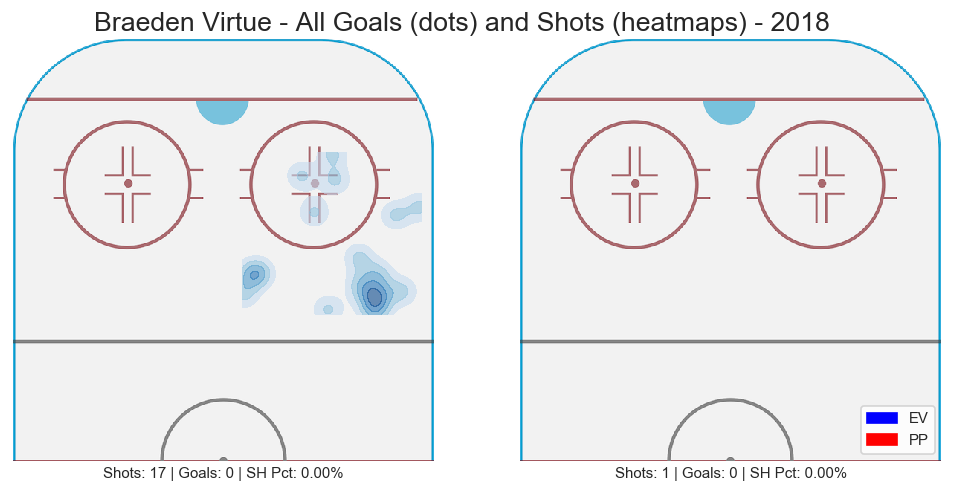 Braeden Virtue - All Goals (dots) and Shots (heatmaps) - 2018
EV
PP
Shots: 17 | Goals: 0 | SH Pct: 0.00%
Shots: 1 | Goals: 0 | SH Pct: 0.00%